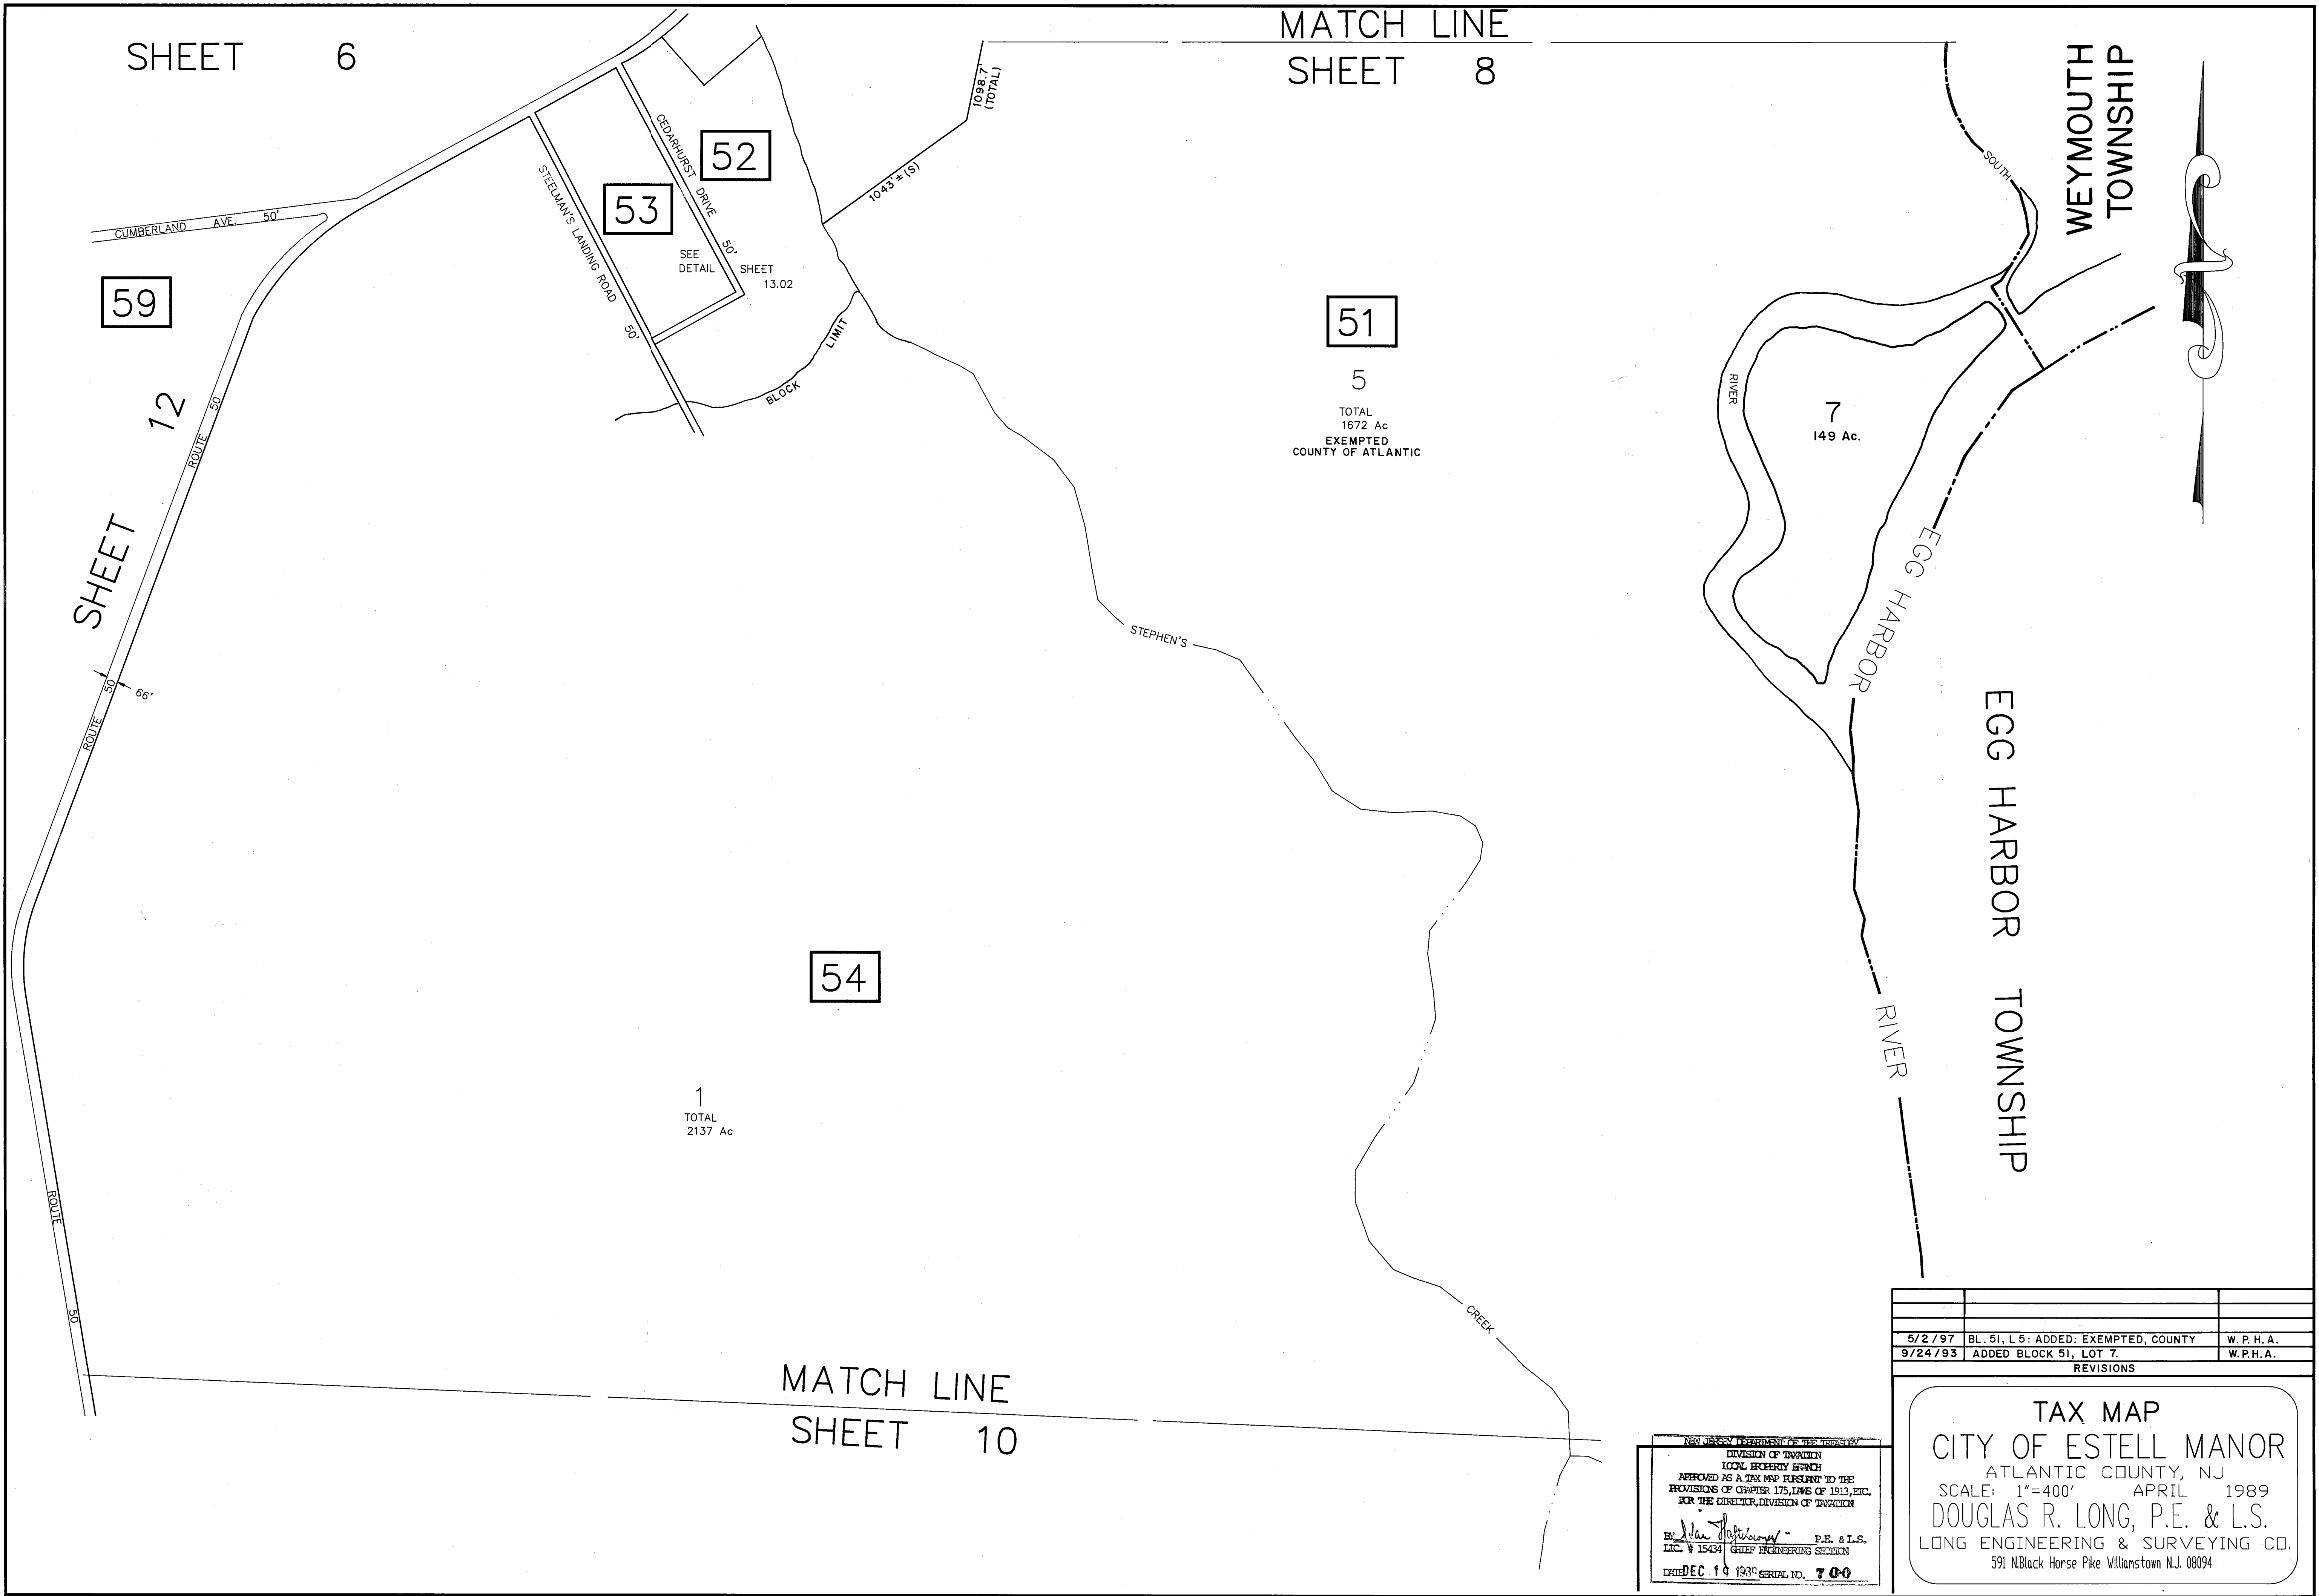 SHEET 6
MATCH LINE
SHEET 8
WEYMOUTH
TOWNSHIP
1098.7'
(TOTAL)
1043'±(S)
CEDARHURST DRIVE
50'
52
53
STEELMAN'S LANDING ROAD
50'
SEE
DETAIL SHEET
13.02
CUMBERLAND AVE. 50'
59
SHEET 12
ROUTE 50
BLOCK LIMIT
51
5
TOTAL
1672 Ac
EXEMPTED
COUNTY OF ATLANTIC
SOUTH
RIVER
7
149 Ac.
EGG HARBOR
RIVER
EGG HARBOR TOWNSHIP
STEPHEN'S
CREEK
ROUTE 50
66'
54
1
TOTAL
2137 Ac
ROUTE 50
MATCH LINE
SHEET 10
5/2/97 BL. 51, L 5: ADDED: EXEMPTED, COUNTY W.P.H.A.
9/24/93 ADDED BLOCK 51, LOT 7. W.P.H.A.
REVISIONS
TAX MAP
CITY OF ESTELL MANOR
ATLANTIC COUNTY, NJ
SCALE: 1"=400' APRIL 1989
DOUGLAS R. LONG, P.E. & L.S.
LONG ENGINEERING & SURVEYING CO.
591 N.Black Horse Pike Williamstown N.J. 08094
NEW JERSEY DEPARTMENT OF THE TREASURY
DIVISION OF TAXATION
LOCAL PROPERTY BRANCH
APPROVED AS A TAX MAP PURSUANT TO THE
PROVISIONS OF CHAPTER 175, LAWS OF 1913, ETC.
FOR THE DIRECTOR, DIVISION OF TAXATION
BY P.E. & L.S.
LIC. # 15434 CHIEF ENGINEERING SECTION
DATE DEC 19 1989 SERIAL NO. 700